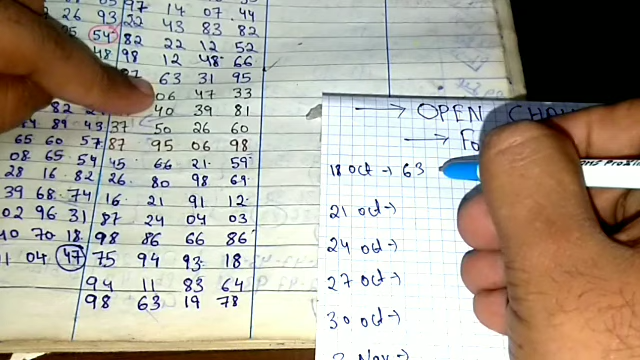 26 93 22 14 07 44
43 83 82
54 82 22 12 52
48 98 12 48 66
63 31 95
06 47 33
82 40 39 81
89 43 37 50 26 60
65 60 57 87 95 06 98
08 65 54 45 66 21 59
28 16 82 26 80 98 69
39 68 74 16 21 91 12
02 96 31 87 24 04 03
70 18 98 86 66 86
04 47 75 94 93 18
94 11 83 64
98 63 19 78
→ OPEN
→
18 Oct → 63
21 Oct →
24 Oct →
27 Oct →
30 Oct →
Nov →